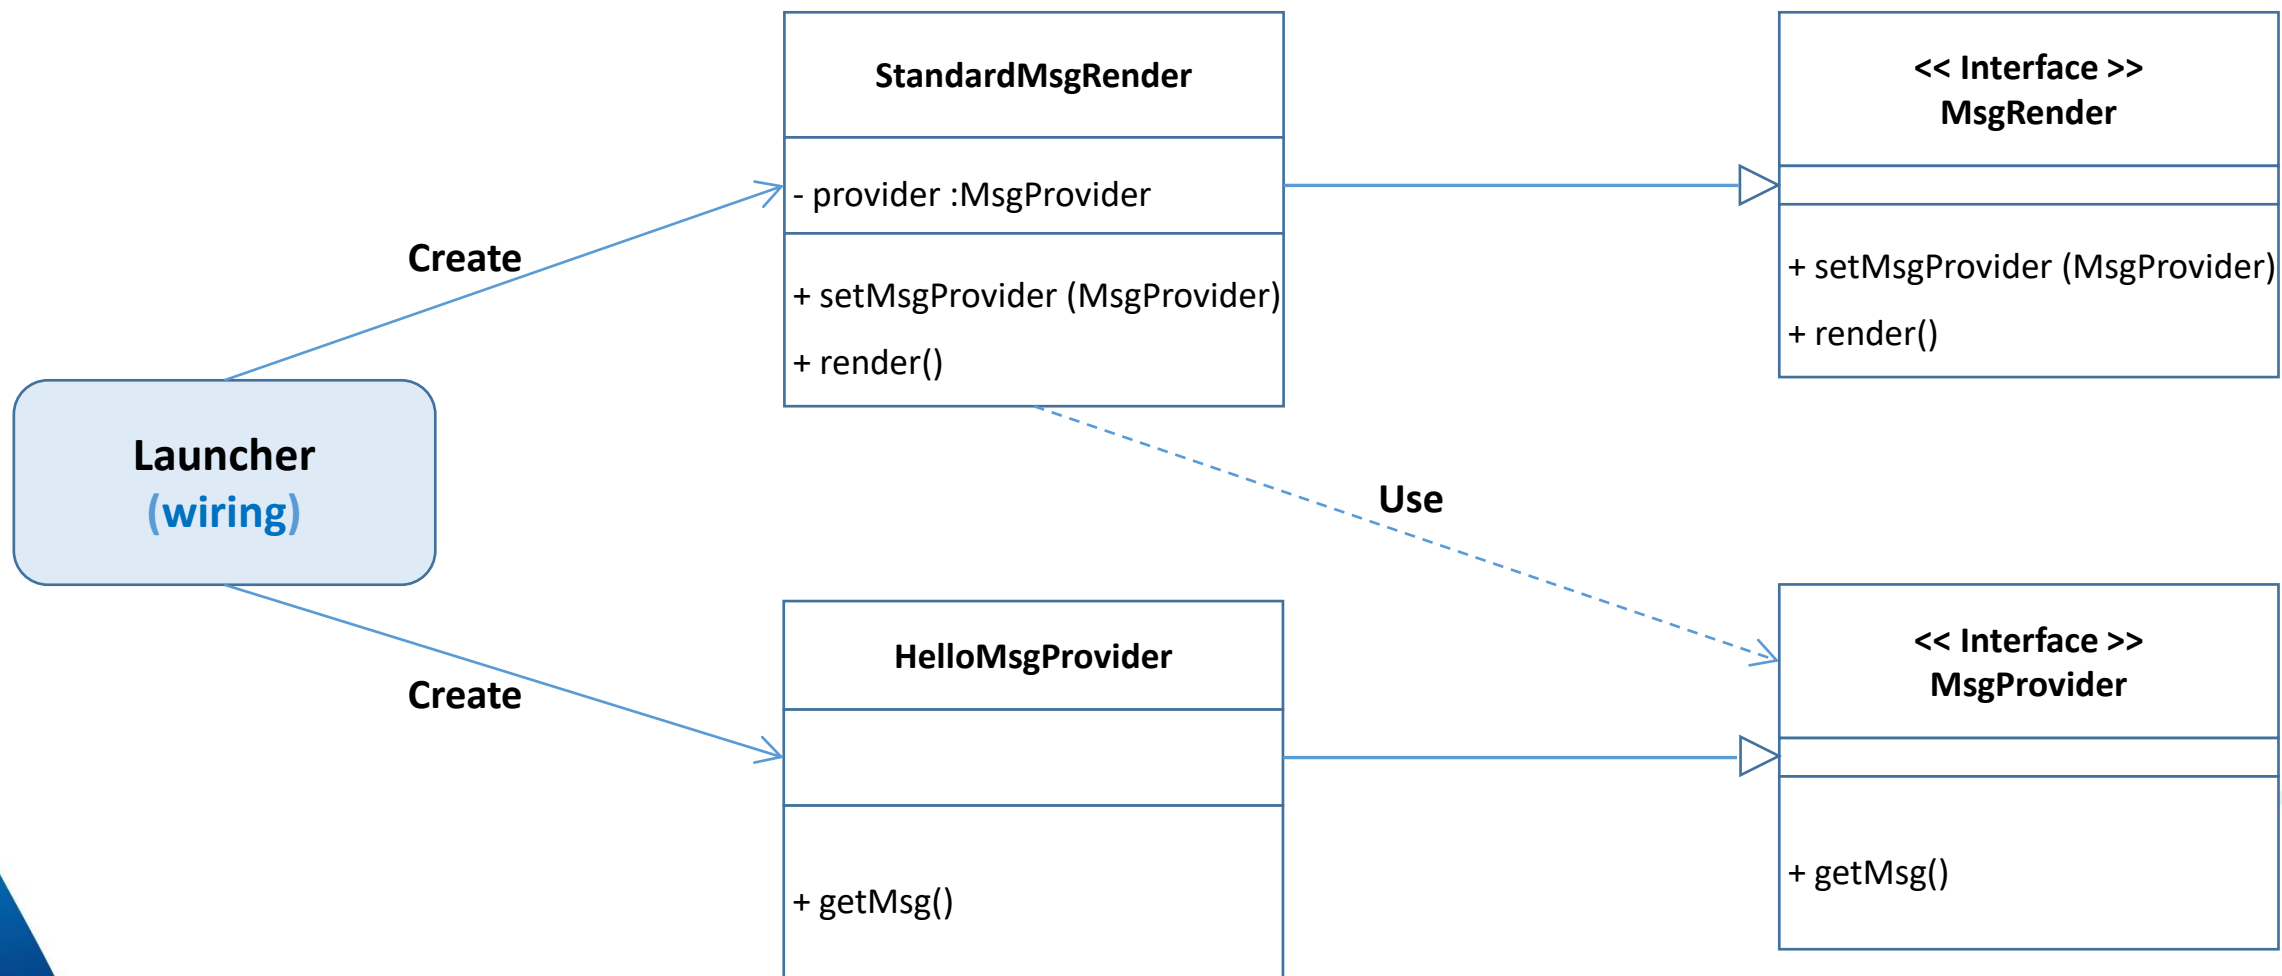 StandardMsgRender
- provider :MsgProvider
+ setMsgProvider (MsgProvider)
+ render()
<< Interface >>
MsgRender
+ setMsgProvider (MsgProvider)
+ render()
Create
Launcher
(wiring)
Use
Create
HelloMsgProvider
+ getMsg()
<< Interface >>
MsgProvider
+ getMsg()